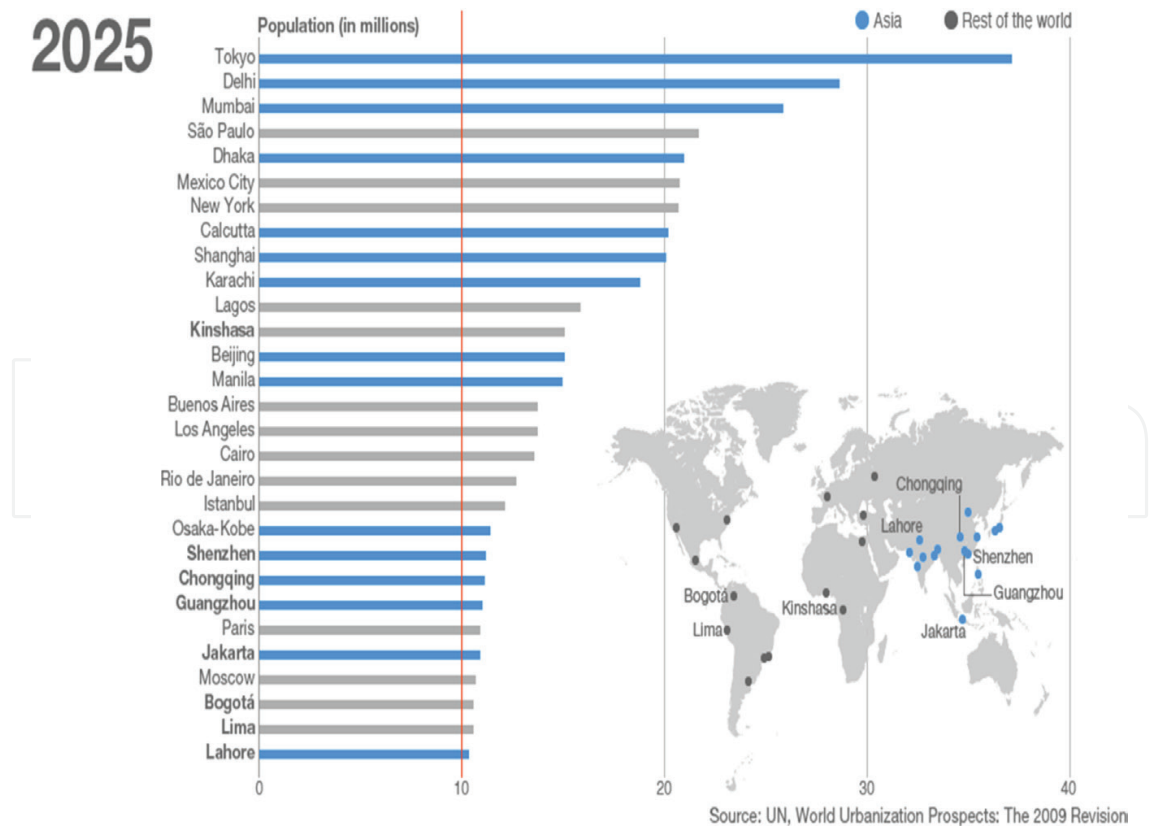 2025
Population (in millions)
Asia
Rest of the world
Tokyo
Delhi
Mumbai
São Paulo
Dhaka
Mexico City
New York
Calcutta
Shanghai
Karachi
Lagos
Kinshasa
Beijing
Manila
Buenos Aires
Los Angeles
Cairo
Rio de Janeiro
Istanbul
Osaka-Kobe
Shenzhen
Chongqing
Guangzhou
Paris
Jakarta
Moscow
Bogotá
Lima
Lahore
0 10 20 30 40
Chongqing
Lahore
Shenzhen
Guangzhou
Bogotá
Kinshasa
Lima
Jakarta
Source: UN, World Urbanization Prospects: The 2009 Revision